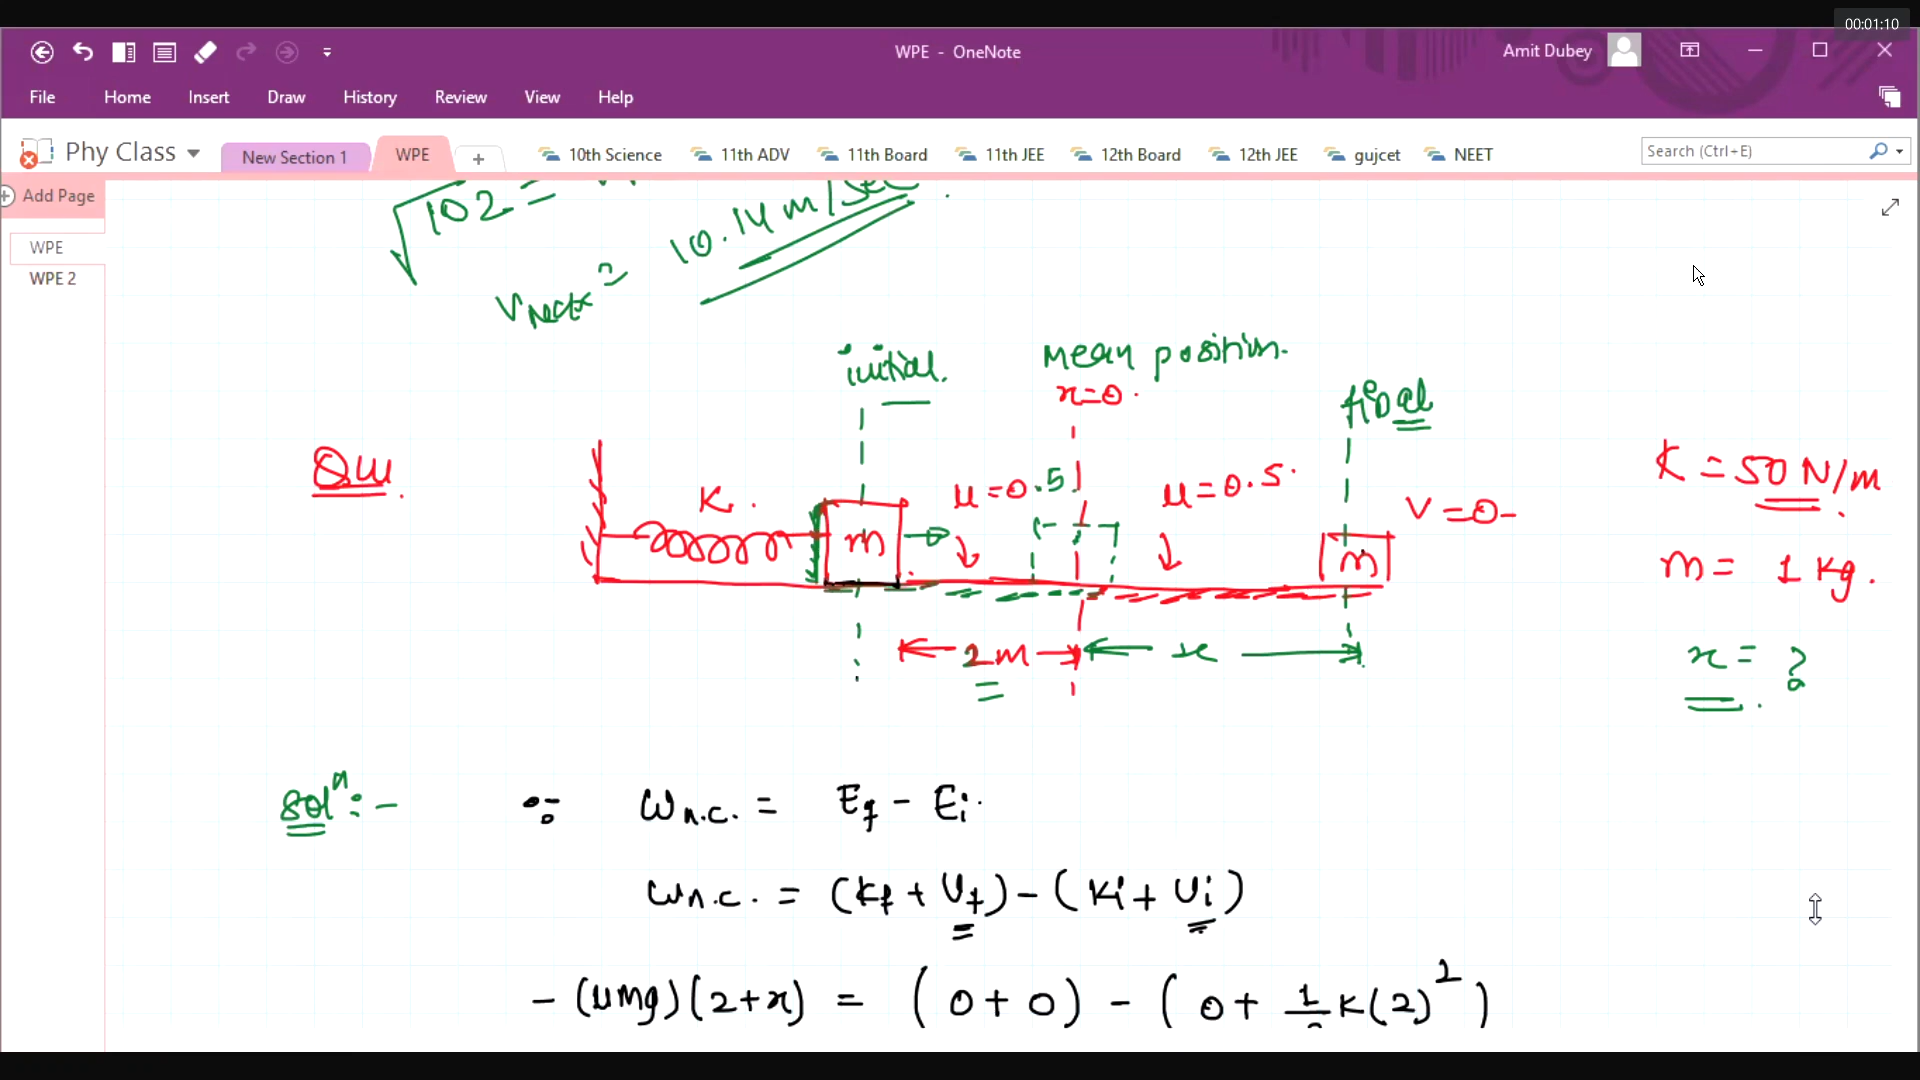 00:01:10
WPE - OneNote
Amit Dubey
File Home Insert Draw History Review View Help
Phy Class New Section 1 WPE + 10th Science 11th ADV 11th Board 11th JEE 12th Board 12th JEE gujcet NEET Search (Ctrl+E)
Add Page
WPE
WPE 2
√102 =
10.14 m/sec
initial.
mean position.
x=0.
final
Qu.
K.
m
μ=0.5
μ=0.5.
m
V=0
K = 50 N/m
m = 1 kg.
2m
x
x = ?
Solⁿ:-
∵ Wn.c. = Ef - Ei.
Wn.c. = (Kf + Uf) - (Ki + Ui)
- (μmg)(2+x) = (0+0) - (0+ 1/2 K(2)²)